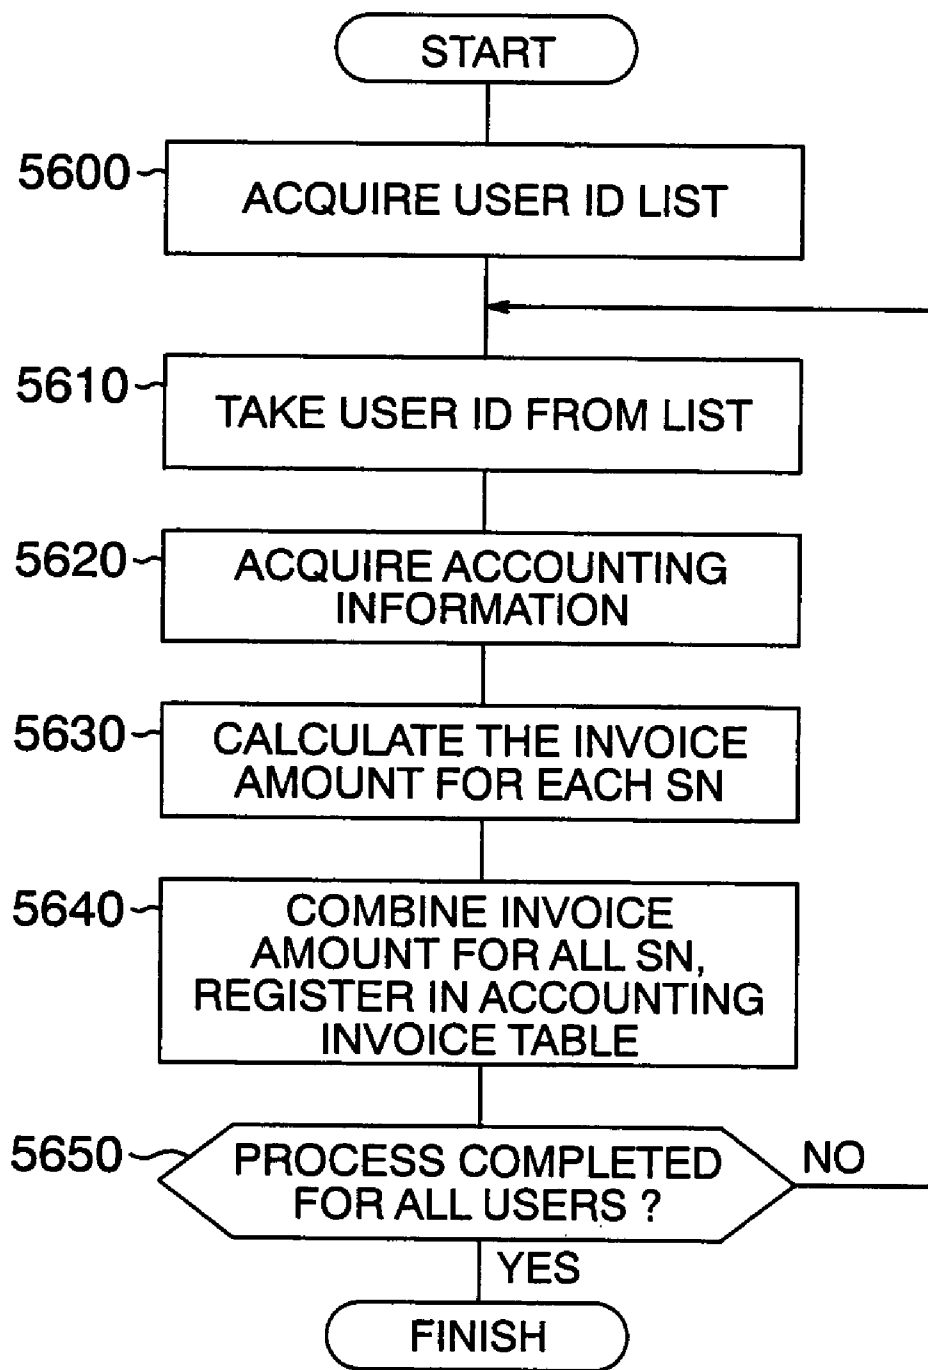 START
5600
ACQUIRE USER ID LIST
5610
TAKE USER ID FROM LIST
5620
ACQUIRE ACCOUNTING
INFORMATION
5630
CALCULATE THE INVOICE
AMOUNT FOR EACH SN
5640
COMBINE INVOICE
AMOUNT FOR ALL SN,
REGISTER IN ACCOUNTING
INVOICE TABLE
5650
PROCESS COMPLETED
FOR ALL USERS ?
NO
YES
FINISH